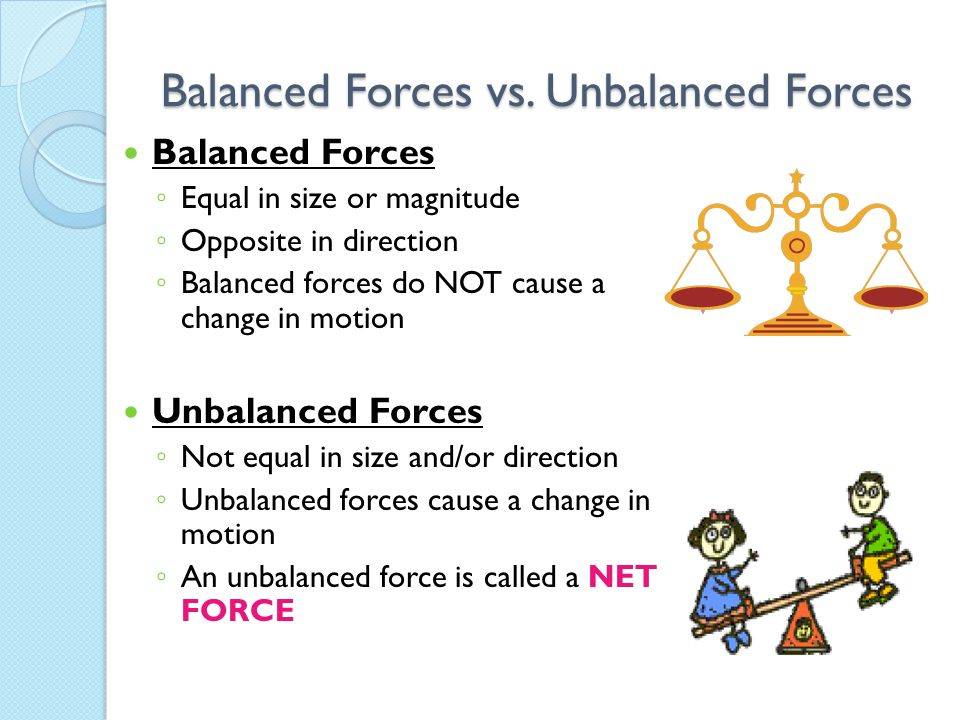 Balanced Forces vs. Unbalanced Forces
Balanced Forces
Equal in size or magnitude
Opposite in direction
Balanced forces do NOT cause a
change in motion
Unbalanced Forces
Not equal in size and/or direction
Unbalanced forces cause a change in
motion
An unbalanced force is called a NET
FORCE